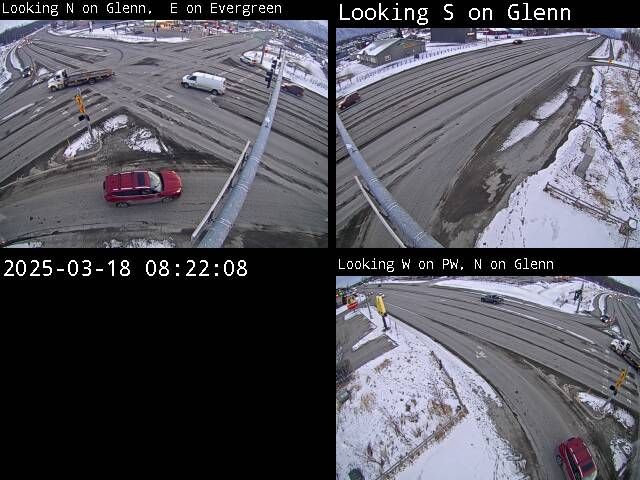 Looking N on Glenn,  E on Evergreen
Looking S on Glenn
2025-03-18 08:22:08
Looking W on PW, N on Glenn